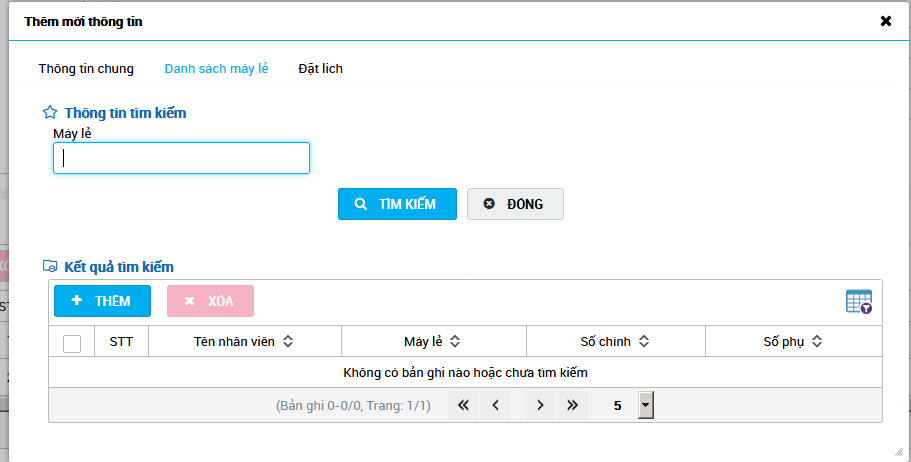 Thêm mới thông tin
Thông tin chung Danh sách máy lẻ Đặt lich
Thông tin tìm kiếm
Máy lẻ
TÌM KIẾM ĐÓNG
Kết quả tìm kiếm
THÊM XÓA
STT Tên nhân viên Máy lẻ Số chính Số phụ
Không có bản ghi nào hoặc chưa tìm kiếm
(Bản ghi 0-0/0, Trang: 1/1) 5